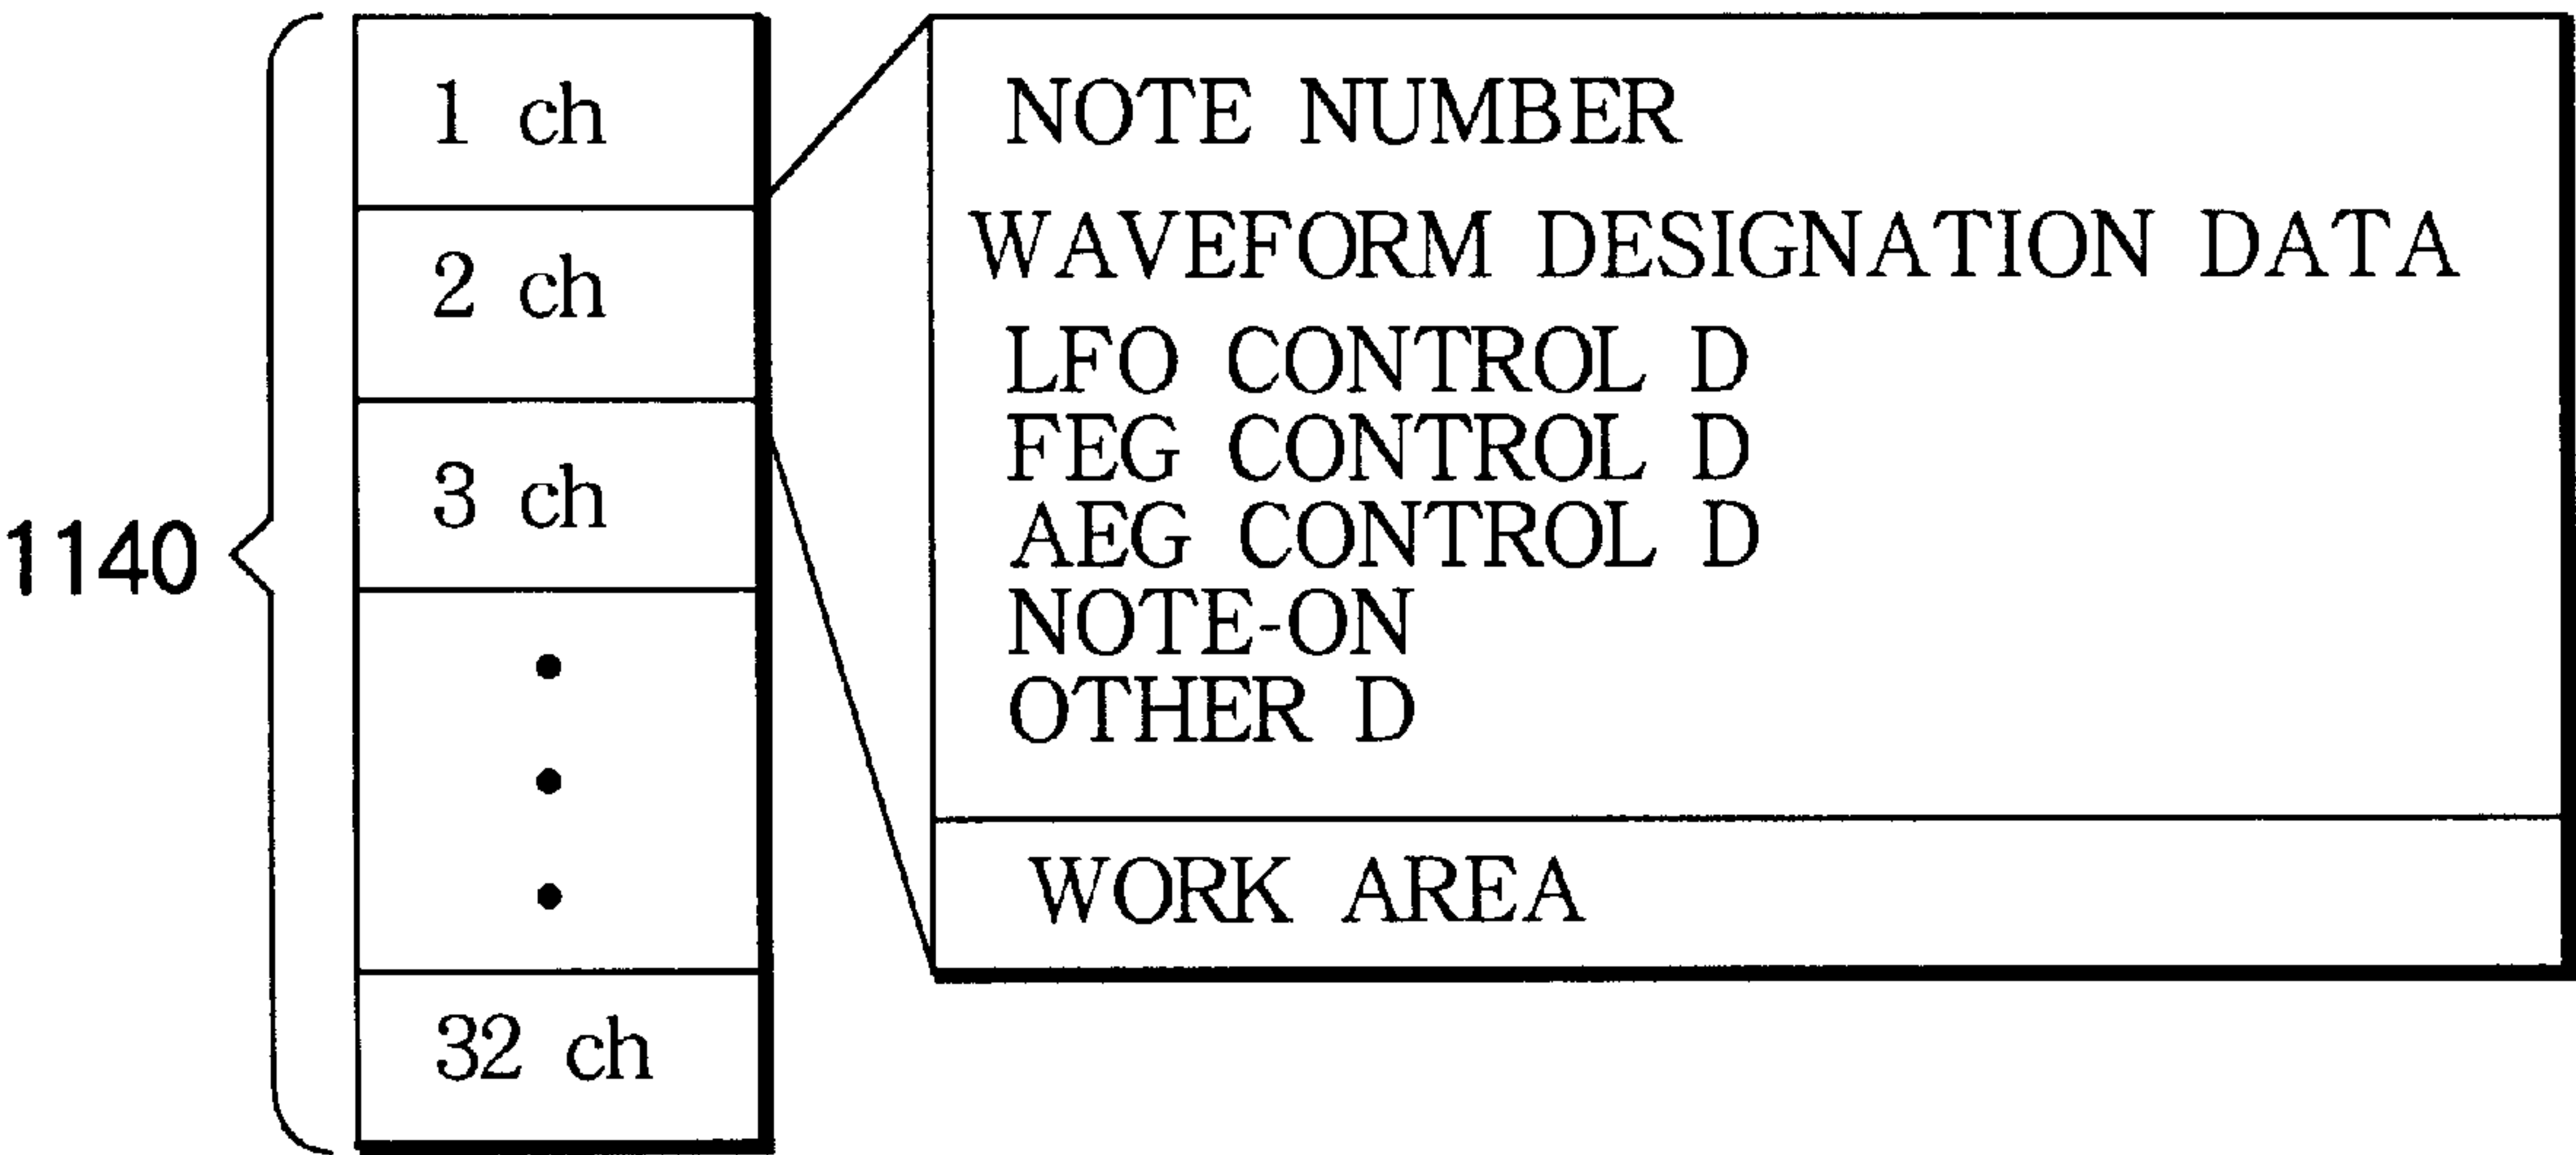 1140
1 ch
2 ch
3 ch
32 ch
NOTE NUMBER
WAVEFORM DESIGNATION DATA
LFO CONTROL D
FEG CONTROL D
AEG CONTROL D
NOTE-ON
OTHER D
WORK AREA